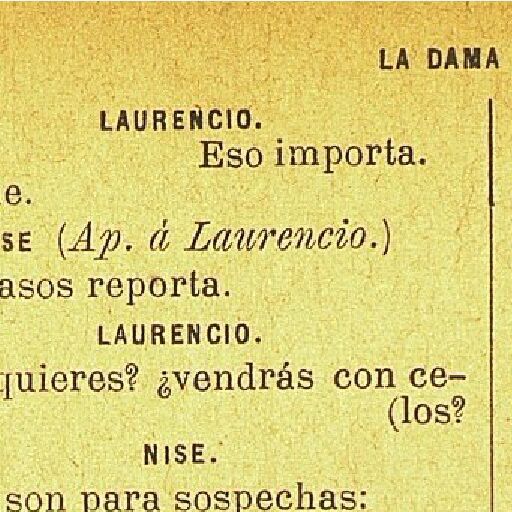 LA DAMA
LAURENCIO.
Eso importa.
e.
SE (Ap. á Laurencio.)
asos reporta.
LAURENCIO.
quieres? ¿vendrás con ce-
(los?
NISE.
son para sospechas: